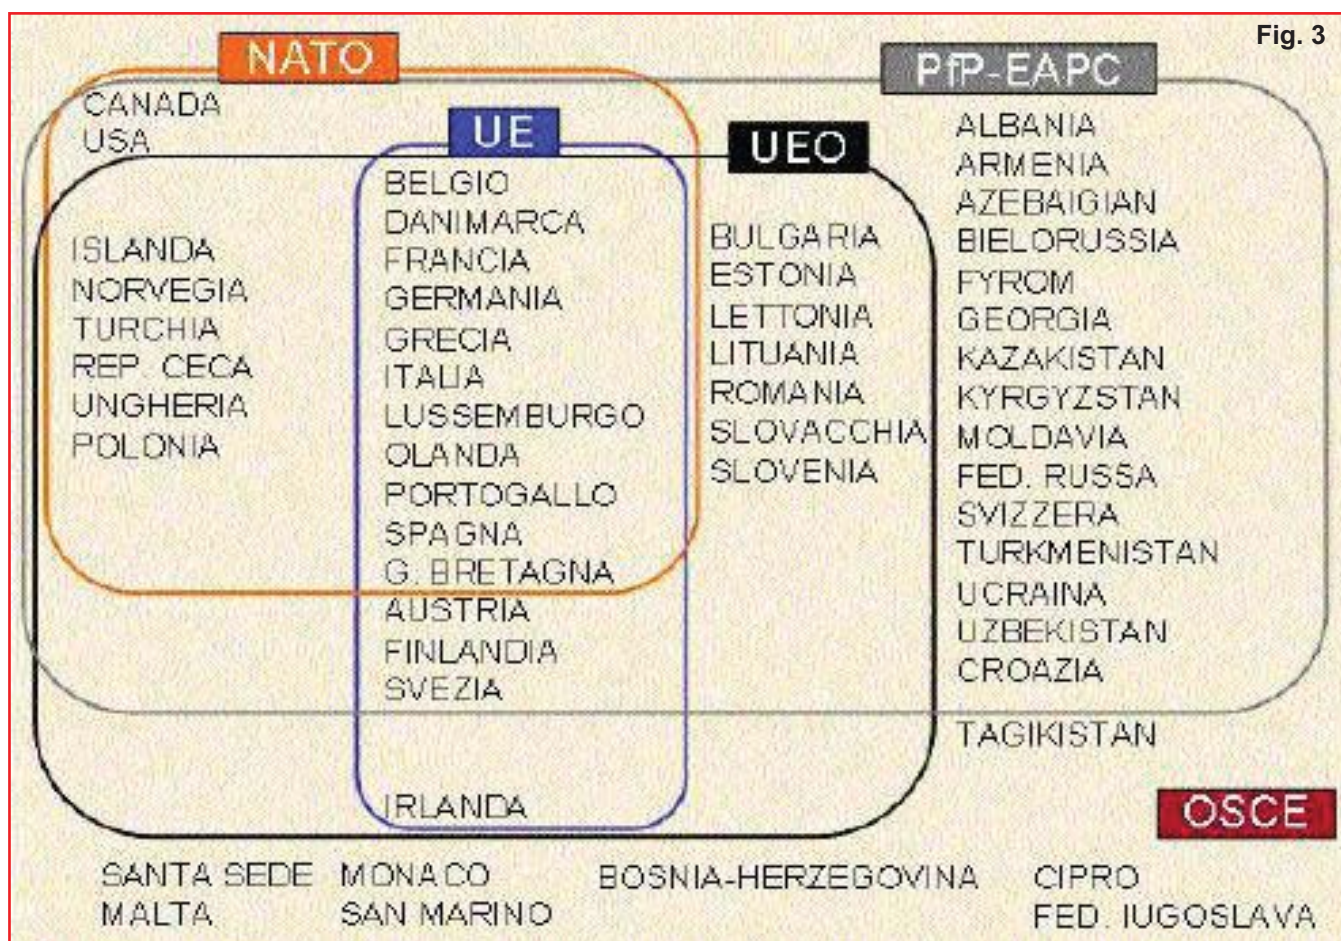 Fig. 3
NATO
PfP-EAPC
CANADA
USA
UE
UEO
ISLANDA
NORVEGIA
TURCHIA
REP. CECA
UNGHERIA
POLONIA
BELGIO
DANIMARCA
FRANCIA
GERMANIA
GRECIA
ITALIA
LUSSEMBURGO
OLANDA
PORTOGALLO
SPAGNA
G. BRETAGNA
AUSTRIA
FINLANDIA
SVEZIA
IRLANDA
BULGARIA
ESTONIA
LETTONIA
LITUANIA
ROMANIA
SLOVACCHIA
SLOVENIA
ALBANIA
ARMENIA
AZEBAIGIAN
BIELORUSSIA
FYROM
GEORGIA
KAZAKISTAN
KYRGYZSTAN
MOLDAVIA
FED. RUSSA
SVIZZERA
TURKMENISTAN
UCRAINA
UZBEKISTAN
CROAZIA
TAGIKISTAN
OSCE
SANTA SEDE
MALTA
MONACO
SAN MARINO
BOSNIA-HERZEGOVINA
CIPRO
FED. IUGOSLAVA